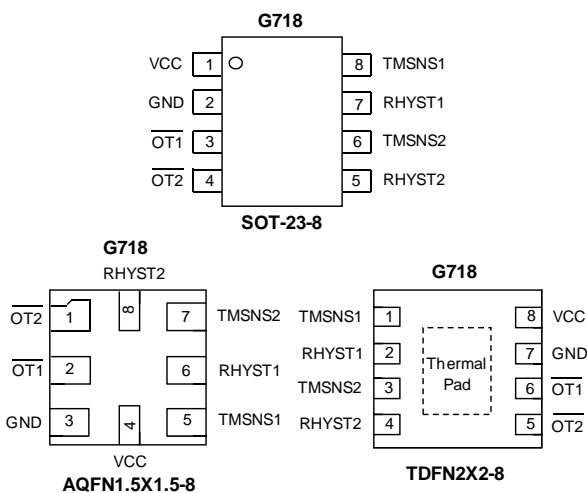 G718
VCC 1 8 TMSNS1
GND 2 7 RHYST1
OT1 3 6 TMSNS2
OT2 4 5 RHYST2
SOT-23-8
G718
RHYST2
8
OT2 1 7 TMSNS2
OT1 2 6 RHYST1
GND 3 5 TMSNS1
4
VCC
AQFN1.5X1.5-8
G718
TMSNS1 1 8 VCC
RHYST1 2 7 GND
Thermal
Pad
TMSNS2 3 6 OT1
RHYST2 4 5 OT2
TDFN2X2-8